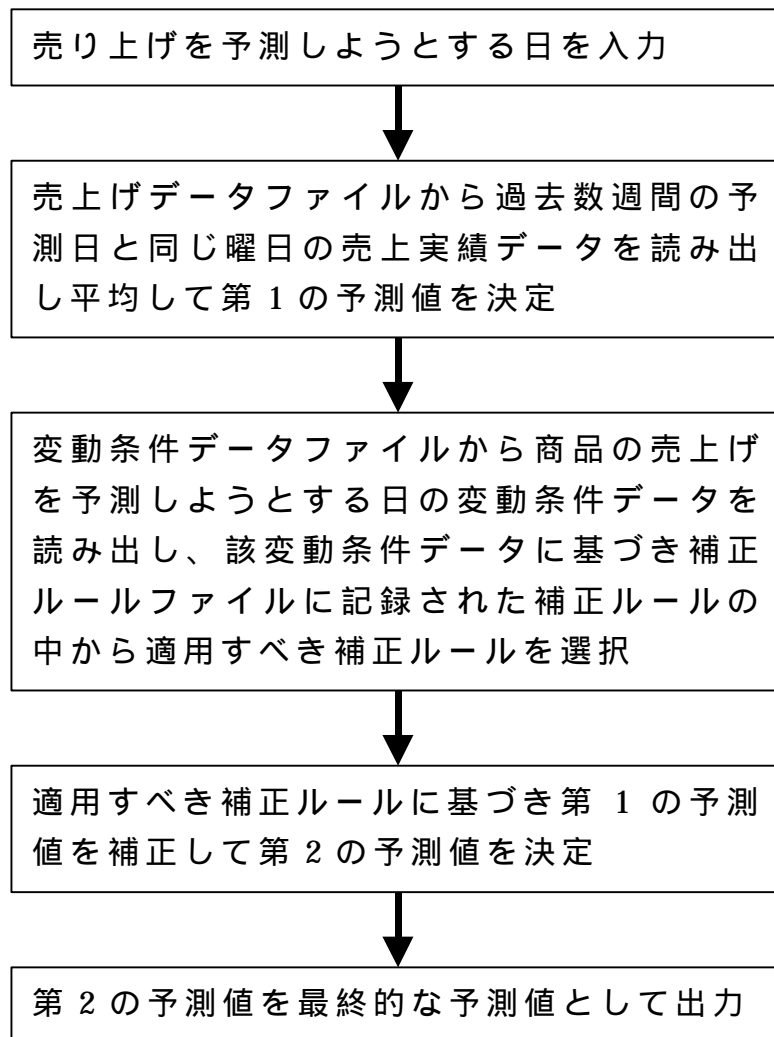 売り上げを予測しようとする日を入力
売上げデータファイルから過去数週間の予
測日と同じ曜日の売上実績データを読み出
し平均して第1の予測値を決定
変動条件データファイルから商品の売上げ
を予測しようとする日の変動条件データを
読み出し、該変動条件データに基づき補正
ルールファイルに記録された補正ルールの
中から適用すべき補正ルールを選択
適用すべき補正ルールに基づき第1の予測
値を補正して第2の予測値を決定
第2の予測値を最終的な予測値として出力